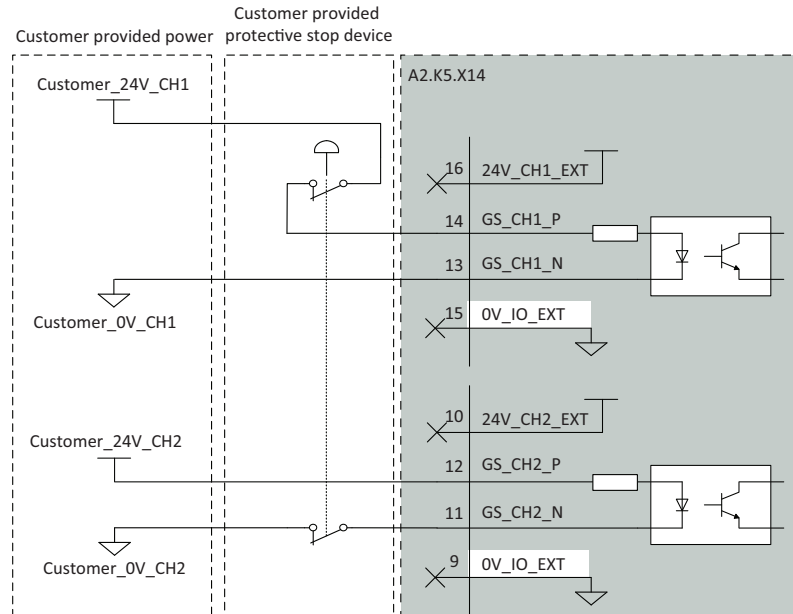 Customer provided power
Customer provided
protective stop device
A2.K5.X14
Customer_24V_CH1
16 24V_CH1_EXT
14 GS_CH1_P
13 GS_CH1_N
Customer_0V_CH1
15 0V_IO_EXT
10 24V_CH2_EXT
Customer_24V_CH2
12 GS_CH2_P
11 GS_CH2_N
Customer_0V_CH2
9 0V_IO_EXT